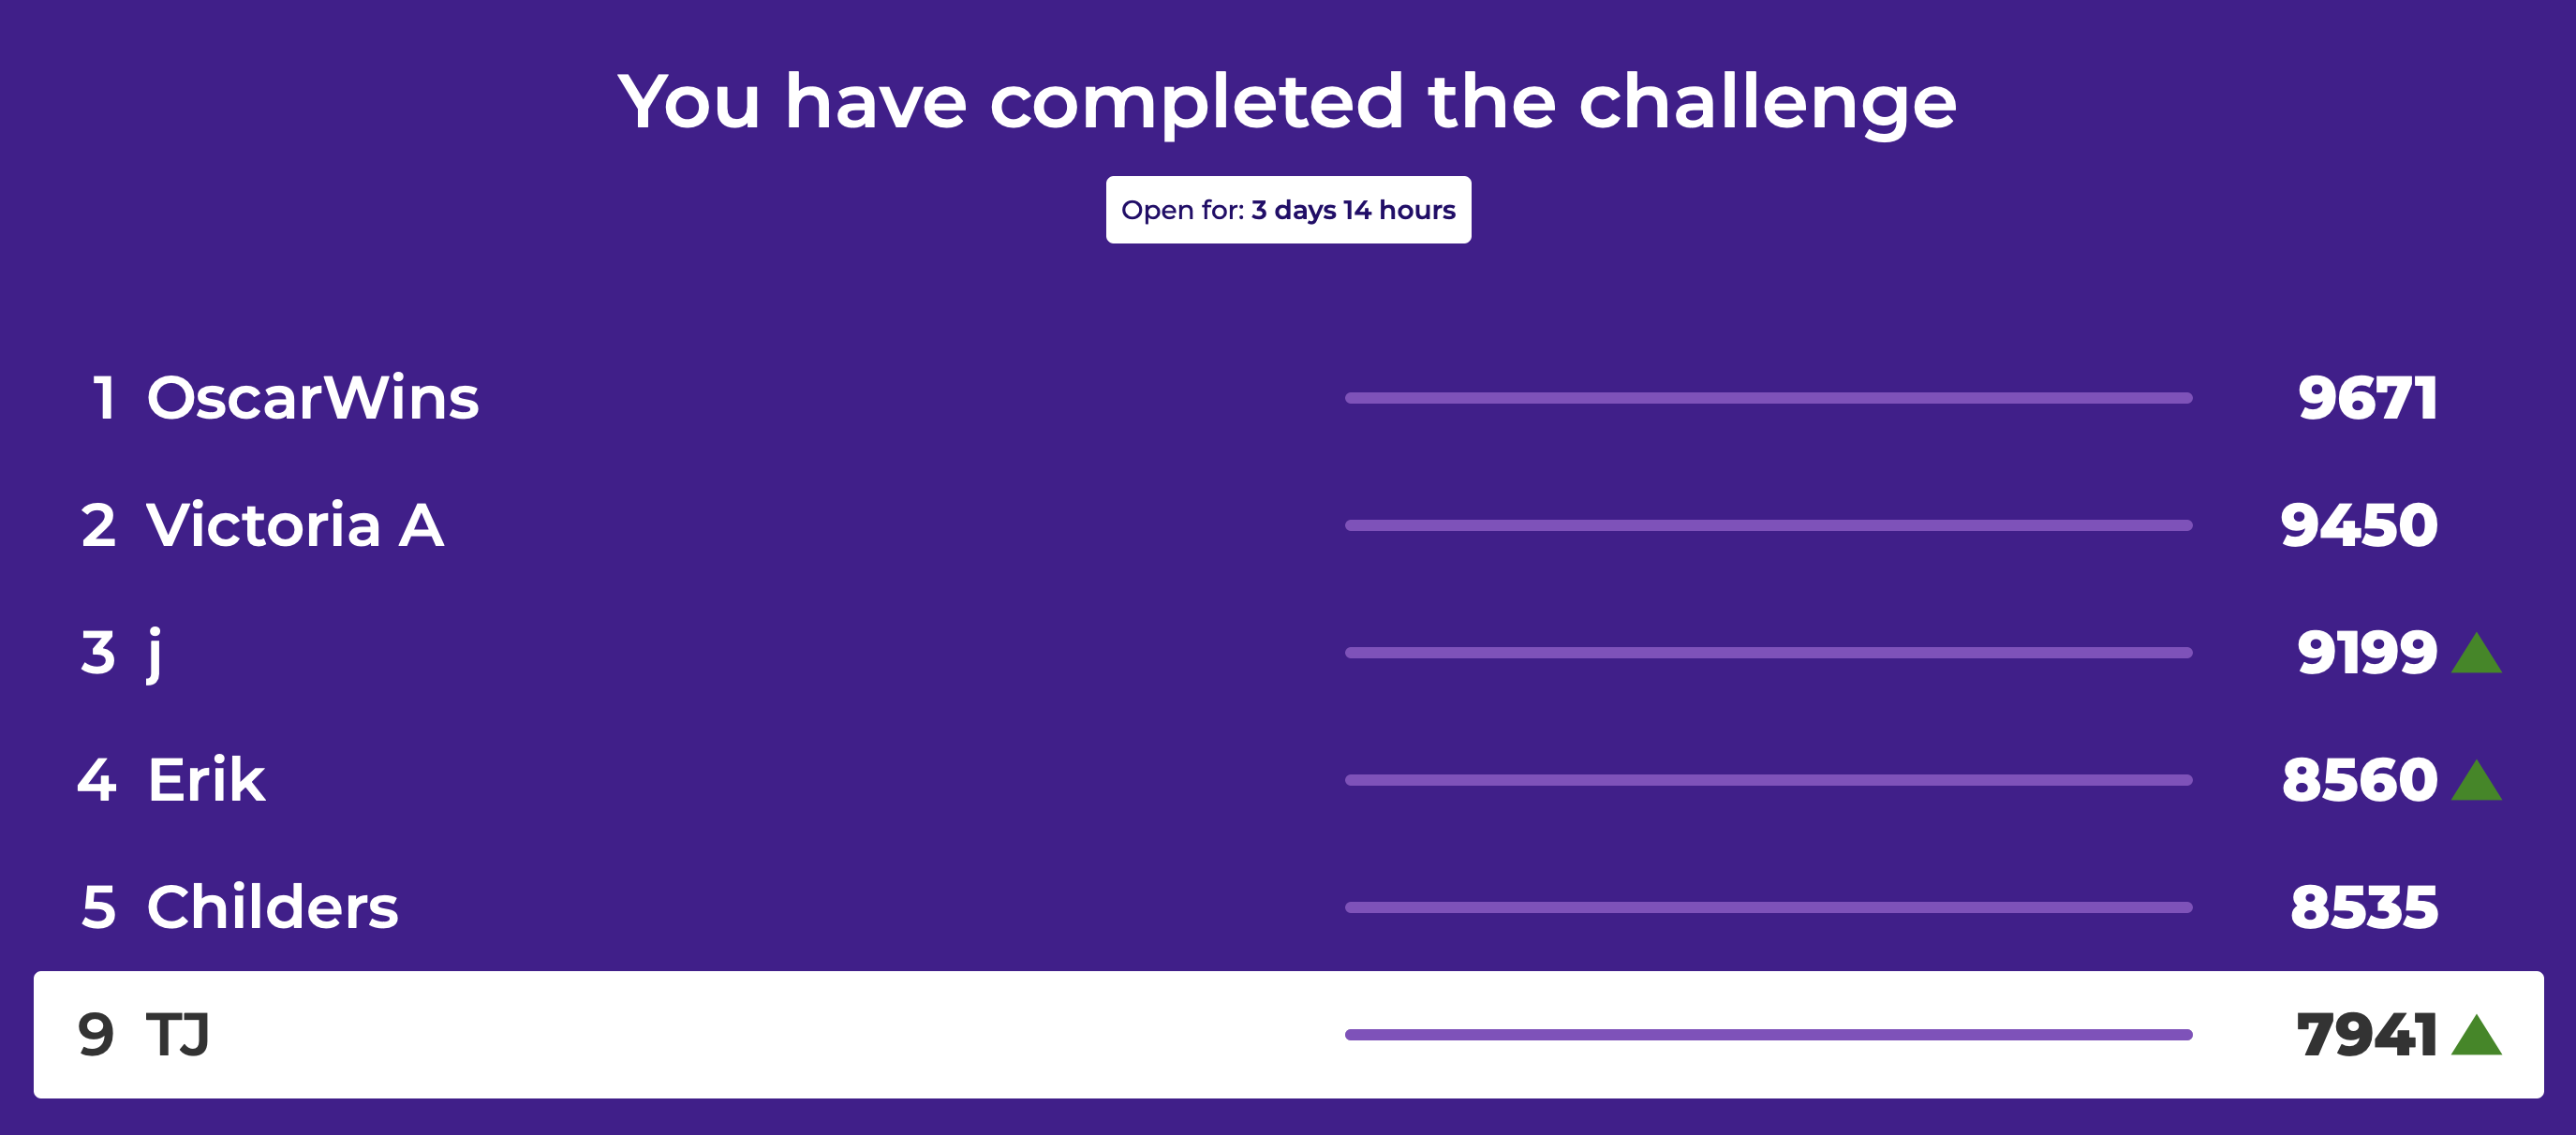 You have completed the challenge
Open for: 3 days 14 hours
1 OscarWins 9671
2 Victoria A 9450
3 j 9199
4 Erik 8560
5 Childers 8535
9 TJ 7941